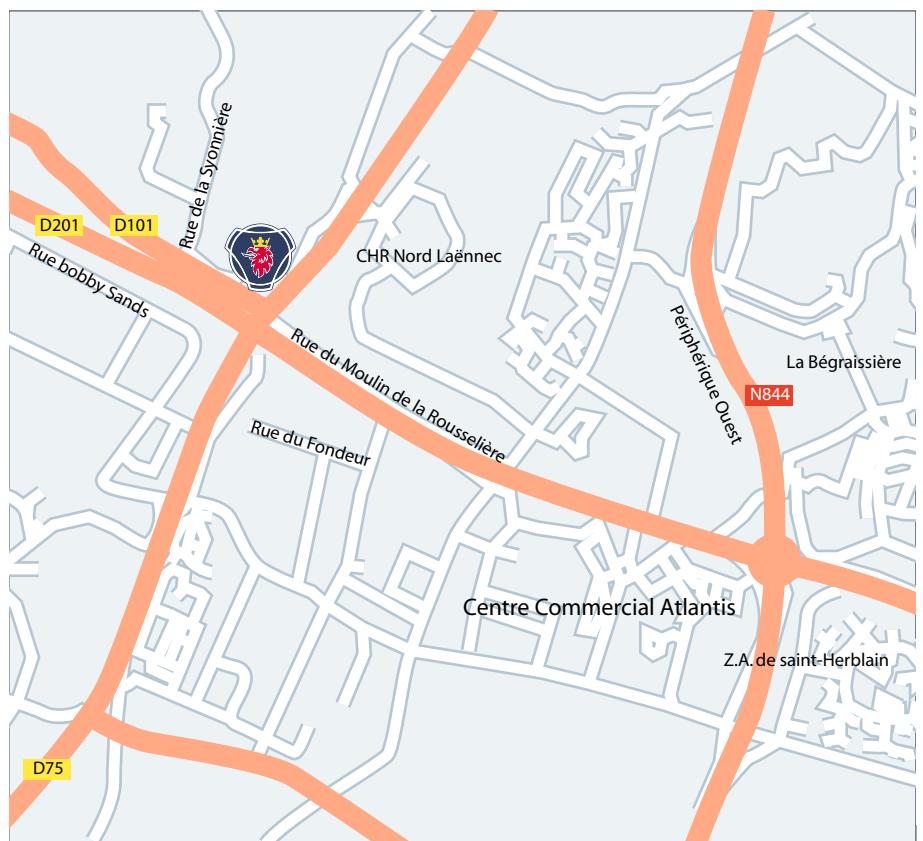 Rue de la Syonnière
D201
D101
Rue bobby Sands
CHR Nord Laënnec
Rue du Moulin de la Rousselière
Périphérique Ouest
La Bégraissière
N844
Rue du Fondeur
Centre Commercial Atlantis
Z.A. de saint-Herblain
D75